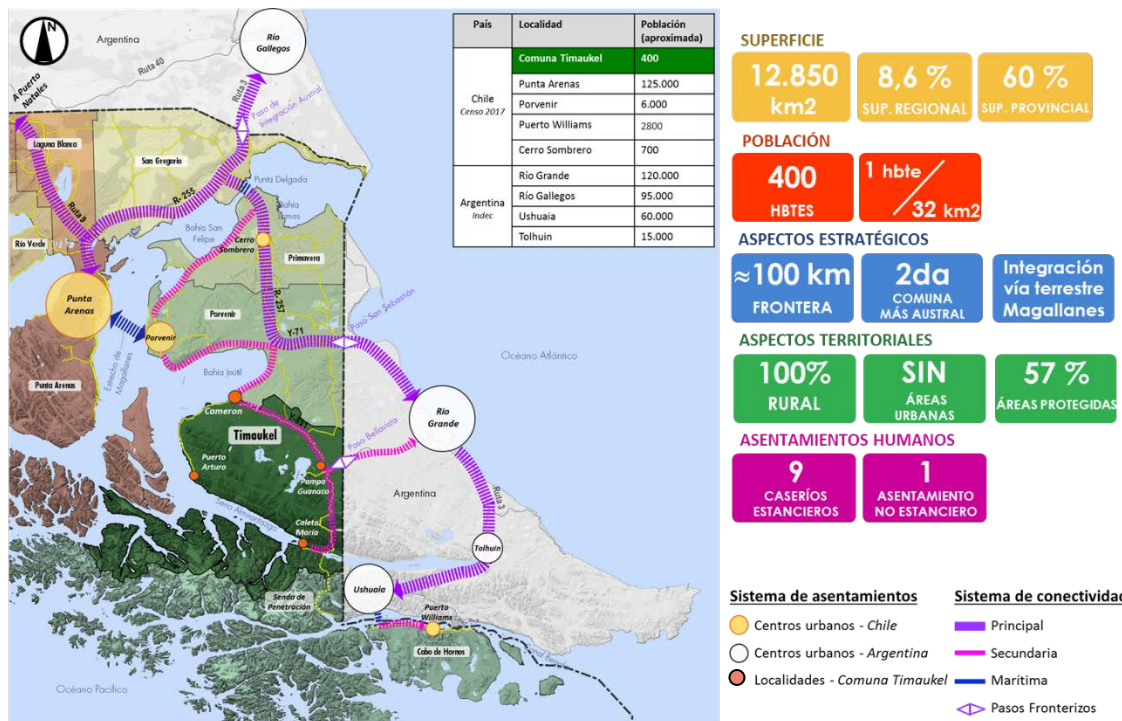 N
Argentina
Río
Gallegos
Ruta 40
Ruta 3
A Puerto
Natales
Paso de
Integración Austral
Laguna Blanca
San Gregorio
Punta Delgada
R- 255
Ruta 9
Bahía
Lomas
Bahía San
Felipe
Río Verde
Cerro
Sombrero
Primavera
Punta
Arenas
R- 257
Porvenir
Porvenir
Paso San Sebastián
Y-71
Estrecho de
Magallanes
Océano Atlántico
Punta Arenas
Bahía Inútil
Cameron
Río
Grande
Timaukel
Paso Bellavista
Puerto
Arturo
Pampa
Guanaco
Argentina
Ruta 3
Seno Almirantazgo
Caleta
María
Tolhuin
Ushuaia
Senda de
Penetración
Puerto
Williams
Cabo de Hornos
Océano Pacífico
País Localidad Población
(aproximada)
Chile
Censo 2017
Comuna Timaukel 400
Punta Arenas 125.000
Porvenir 6.000
Puerto Williams 2800
Cerro Sombrero 700
Argentina
Indec
Río Grande 120.000
Río Gallegos 95.000
Ushuaia 60.000
Tolhuin 15.000
SUPERFICIE
12.850
km2
8,6 %
SUP. REGIONAL
60 %
SUP. PROVINCIAL
POBLACIÓN
400
HBTES
1 hbte
/ 32 km2
ASPECTOS ESTRATÉGICOS
≈100 km
FRONTERA
2da
COMUNA
MÁS AUSTRAL
Integración
vía terrestre
Magallanes
ASPECTOS TERRITORIALES
100%
RURAL
SIN
ÁREAS
URBANAS
57 %
ÁREAS PROTEGIDAS
ASENTAMIENTOS HUMANOS
9
CASERÍOS
ESTANCIEROS
1
ASENTAMIENTO
NO ESTANCIERO
Sistema de asentamientos
Centros urbanos - Chile
Centros urbanos - Argentina
Localidades - Comuna Timaukel
Sistema de conectividad
Principal
Secundaria
Marítima
Pasos Fronterizos